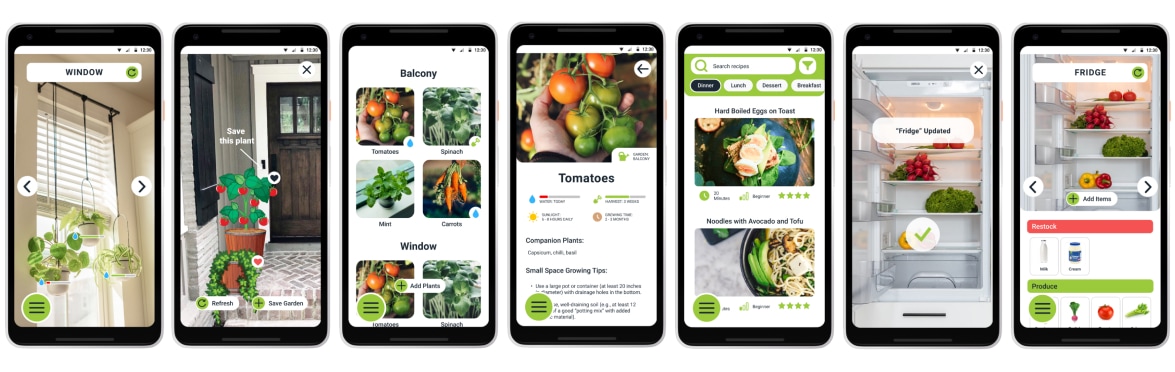 12:30
WINDOW
12:30
Save
this plant
Refresh
Save Garden
12:30
Balcony
Tomatoes
Spinach
Mint
Carrots
Window
Add Plants
Tomatoes
Spinach
12:30
GARDEN:
BALCONY
Tomatoes
WATER: TODAY
HARVEST: 3 WEEKS
SUNLIGHT:
6 - 8 HOURS DAILY
GROWING TIME:
2 - 3 MONTHS
Companion Plants:
Capsicum, chilli, basil
Small Space Growing Tips:
Use a large pot or container (at least 20 inches
diameter) with drainage holes in the bottom.
well-draining soil (e.g., at least 12
of a good "potting mix" with added
material).
12:30
Search recipes
Dinner
Lunch
Dessert
Breakfast
Hard Boiled Eggs on Toast
20
Minutes
Beginner
Noodles with Avocado and Tofu
Beginner
12:30
"Fridge" Updated
12:30
FRIDGE
Add Items
Restock
Milk
Cream
Produce